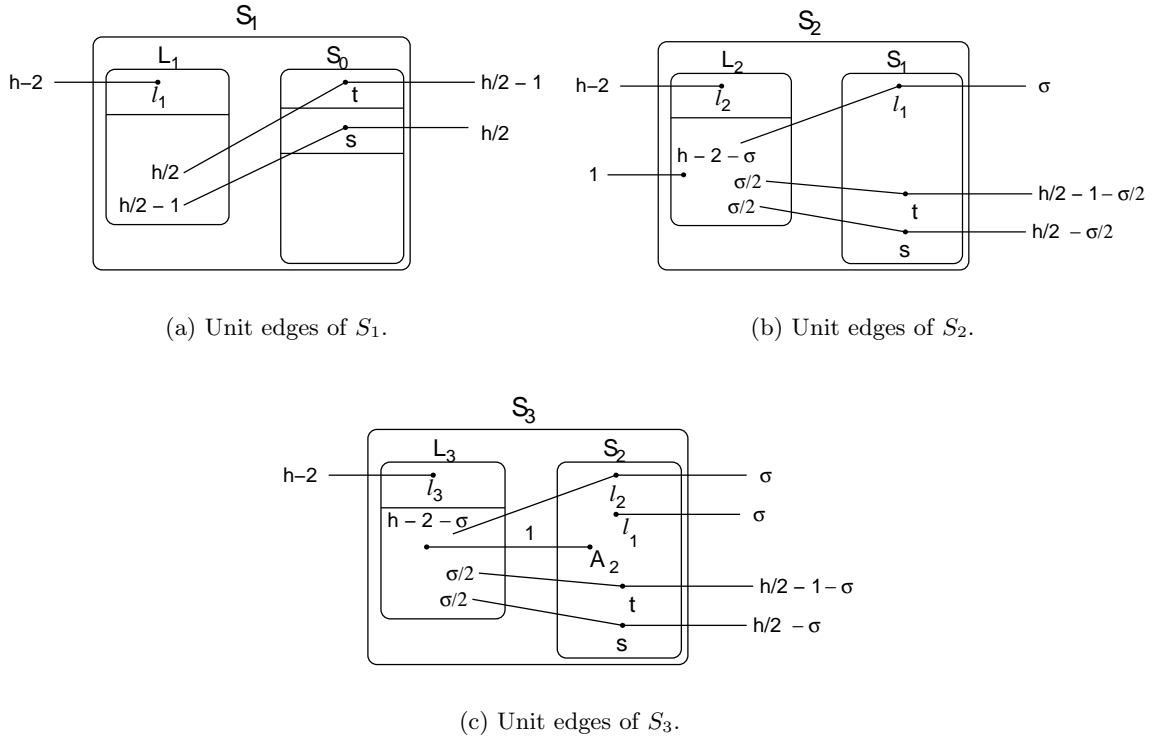 S1
L1 S0
h−2 l1 t h/2 − 1
s h/2
h/2
h/2 − 1
(a) Unit edges of S1.
S2
L2 S1
h−2 l2 l1 σ
h − 2 − σ
1 σ/2 h/2 − 1 − σ/2
σ/2 t h/2 − σ/2
s
(b) Unit edges of S2.
S3
L3 S2
h−2 l3 l2 σ
h − 2 − σ l1 σ
1 A2
σ/2 h/2 − 1 − σ
σ/2 t h/2 − σ
s
(c) Unit edges of S3.